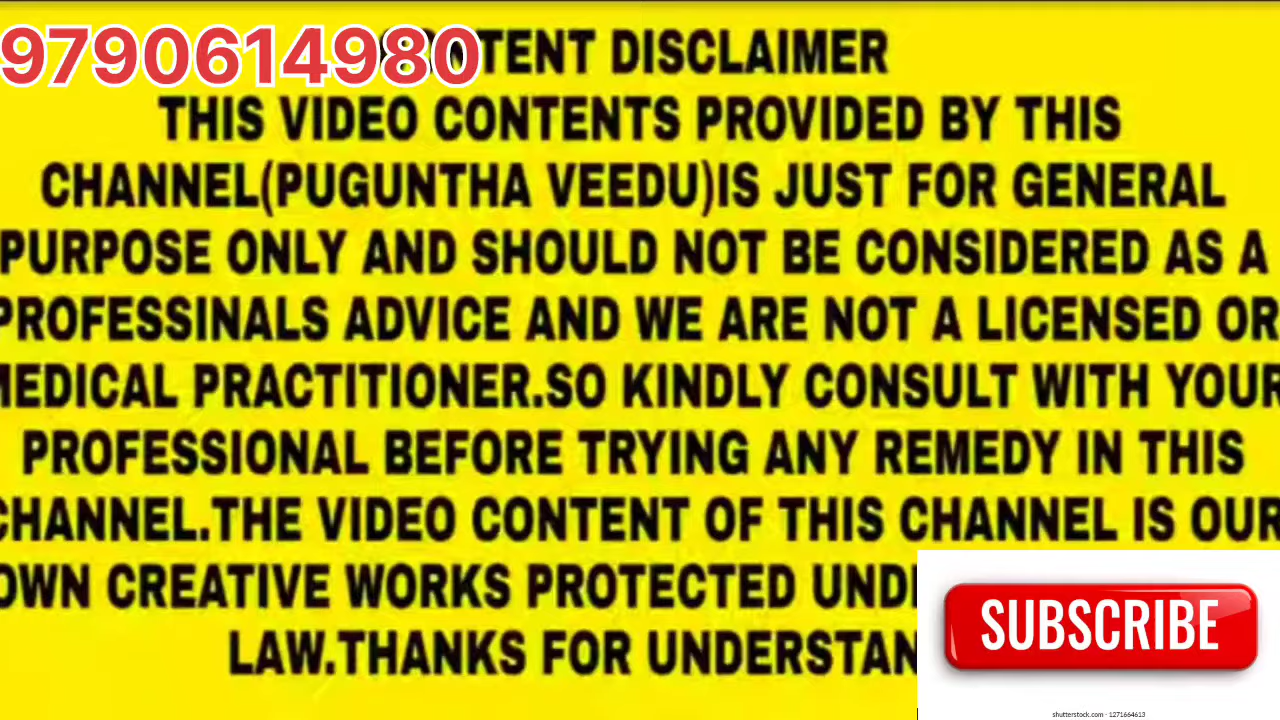 9790614980
TENT DISCLAIMER
THIS VIDEO CONTENTS PROVIDED BY THIS
CHANNEL(PUGUNTHA VEEDU)IS JUST FOR GENERAL
PURPOSE ONLY AND SHOULD NOT BE CONSIDERED AS A
PROFESSINALS ADVICE AND WE ARE NOT A LICENSED OR
MEDICAL PRACTITIONER.SO KINDLY CONSULT WITH YOUR
PROFESSIONAL BEFORE TRYING ANY REMEDY IN THIS
CHANNEL.THE VIDEO CONTENT OF THIS CHANNEL IS OUR
OWN CREATIVE WORKS PROTECTED UND
LAW.THANKS FOR UNDERSTAN
SUBSCRIBE
shutterstock.com · 1271664613